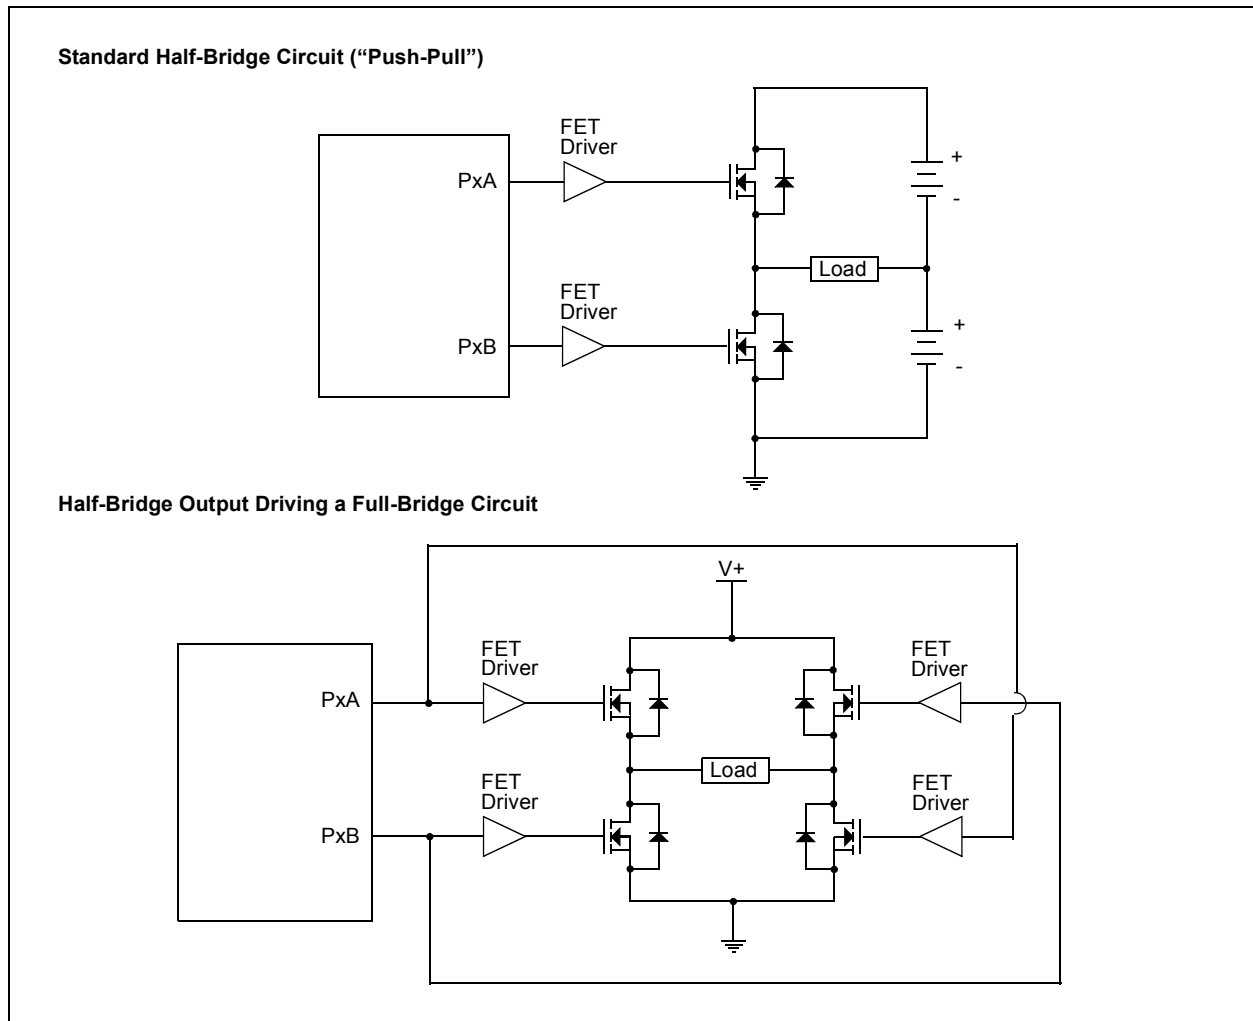 Standard Half-Bridge Circuit (“Push-Pull”)
FET
Driver
PxA
+
-
Load
FET
Driver
PxB
+
-
Half-Bridge Output Driving a Full-Bridge Circuit
V+
FET
Driver
FET
Driver
PxA
Load
FET
Driver
FET
Driver
PxB